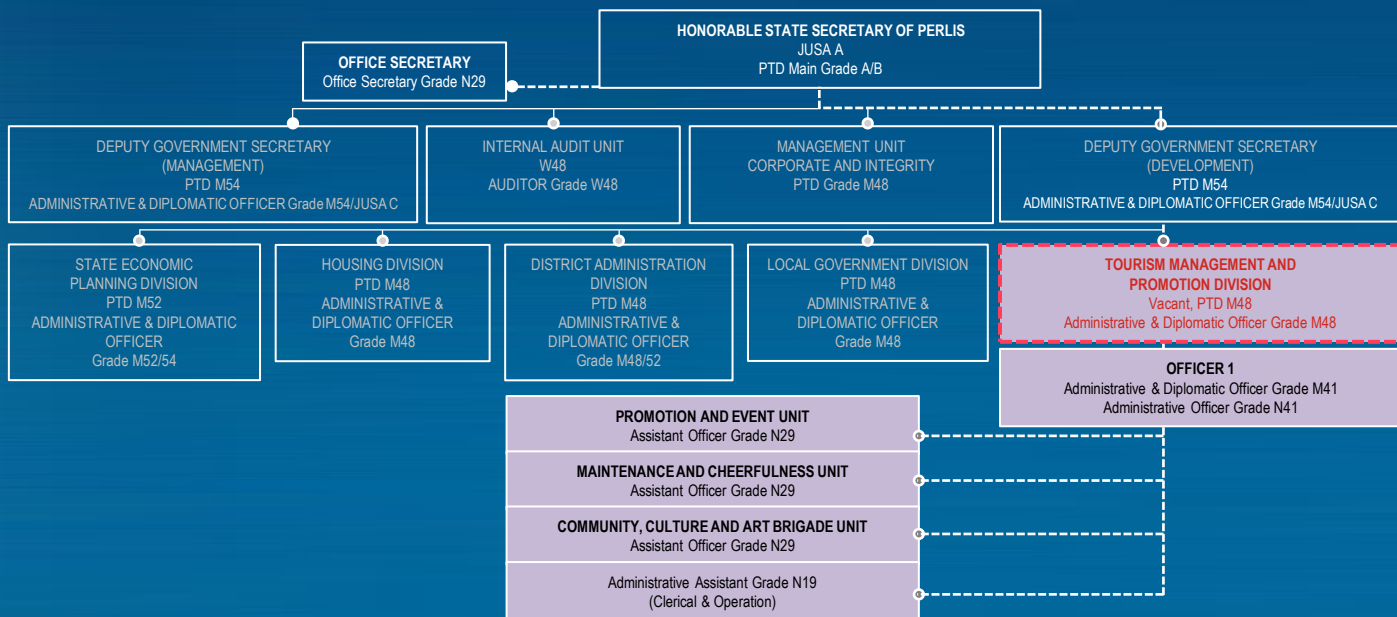 HONORABLE STATE SECRETARY OF PERLIS
JUSA A
PTD Main Grade A/B
OFFICE SECRETARY
Office Secretary Grade N29
DEPUTY GOVERNMENT SECRETARY
(MANAGEMENT)
PTD M54
ADMINISTRATIVE & DIPLOMATIC OFFICER Grade M54/JUSA C
INTERNAL AUDIT UNIT
W48
AUDITOR Grade W48
MANAGEMENT UNIT
CORPORATE AND INTEGRITY
PTD Grade M48
DEPUTY GOVERNMENT SECRETARY
(DEVELOPMENT)
PTD M54
ADMINISTRATIVE & DIPLOMATIC OFFICER Grade M54/JUSA C
STATE ECONOMIC
PLANNING DIVISION
PTD M52
ADMINISTRATIVE & DIPLOMATIC
OFFICER
Grade M52/54
HOUSING DIVISION
PTD M48
ADMINISTRATIVE &
DIPLOMATIC OFFICER
Grade M48
DISTRICT ADMINISTRATION
DIVISION
PTD M48
ADMINISTRATIVE &
DIPLOMATIC OFFICER
Grade M48/52
LOCAL GOVERNMENT DIVISION
PTD M48
ADMINISTRATIVE &
DIPLOMATIC OFFICER
Grade M48
TOURISM MANAGEMENT AND
PROMOTION DIVISION
Vacant, PTD M48
Administrative & Diplomatic Officer Grade M48
OFFICER 1
Administrative & Diplomatic Officer Grade M41
Administrative Officer Grade N41
PROMOTION AND EVENT UNIT
Assistant Officer Grade N29
MAINTENANCE AND CHEERFULNESS UNIT
Assistant Officer Grade N29
COMMUNITY, CULTURE AND ART BRIGADE UNIT
Assistant Officer Grade N29
Administrative Assistant Grade N19
(Clerical & Operation)